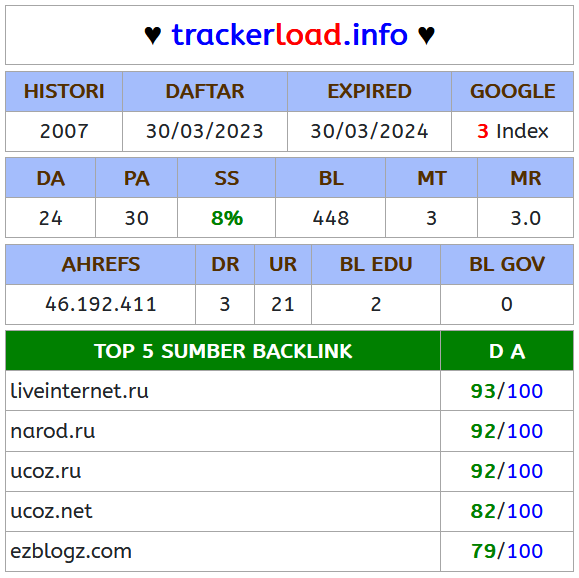 ♥ trackerload.info ♥
HISTORI DAFTAR EXPIRED GOOGLE
2007 30/03/2023 30/03/2024 3 Index
DA PA SS BL MT MR
24 30 8% 448 3 3.0
AHREFS DR UR BL EDU BL GOV
46.192.411 3 21 2 0
TOP 5 SUMBER BACKLINK D A
liveinternet.ru 93/100
narod.ru 92/100
ucoz.ru 92/100
ucoz.net 82/100
ezblogz.com 79/100